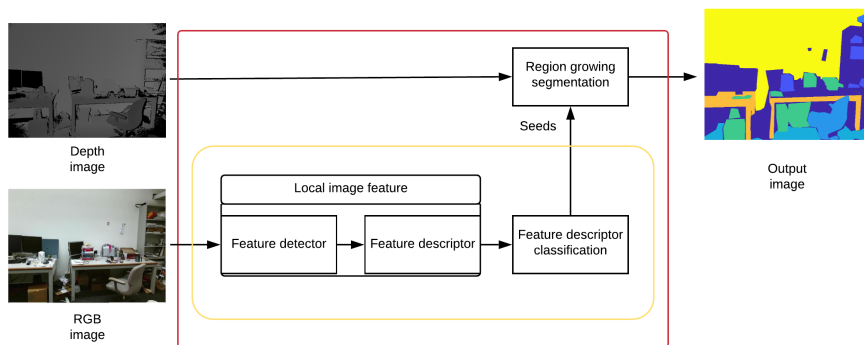 Depth
image
RGB
image
Region growing
segmentation
Seeds
Local image feature
Feature detector
Feature descriptor
Feature descriptor
classification
Output
image